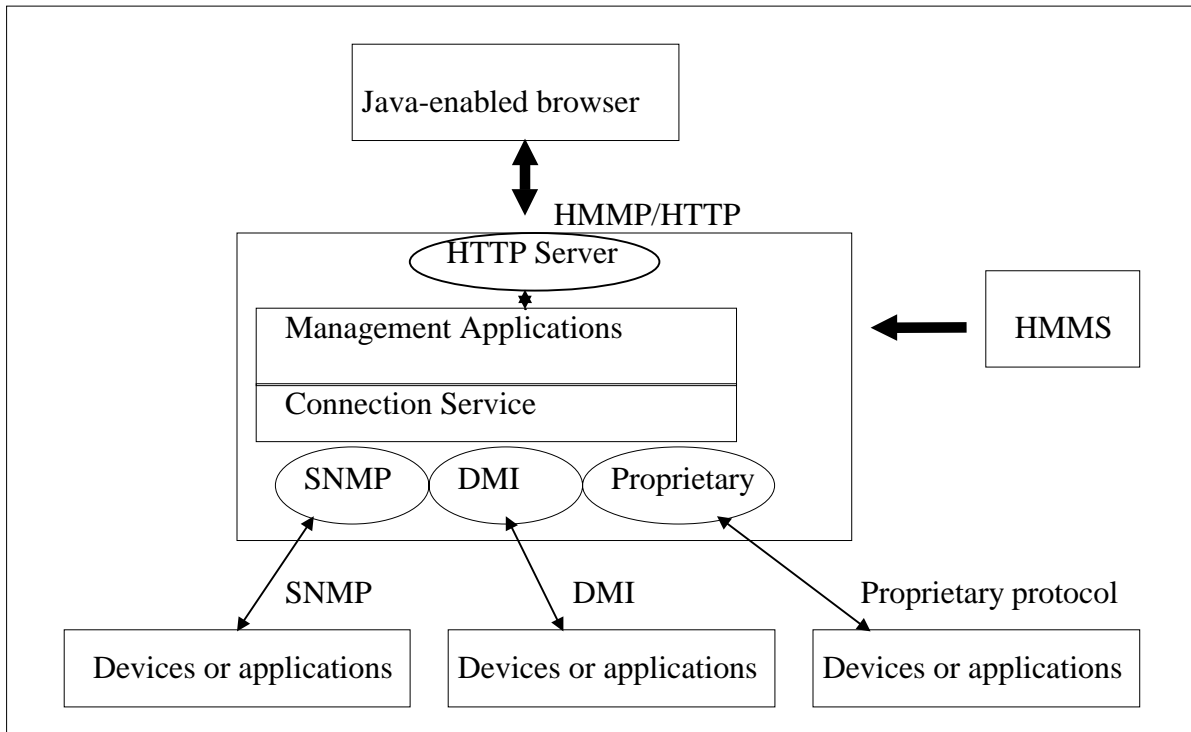 Java-enabled browser
HMMP/HTTP
HTTP Server
Management Applications
HMMS
Connection Service
SNMP
DMI
Proprietary
SNMP
DMI
Proprietary protocol
Devices or applications
Devices or applications
Devices or applications